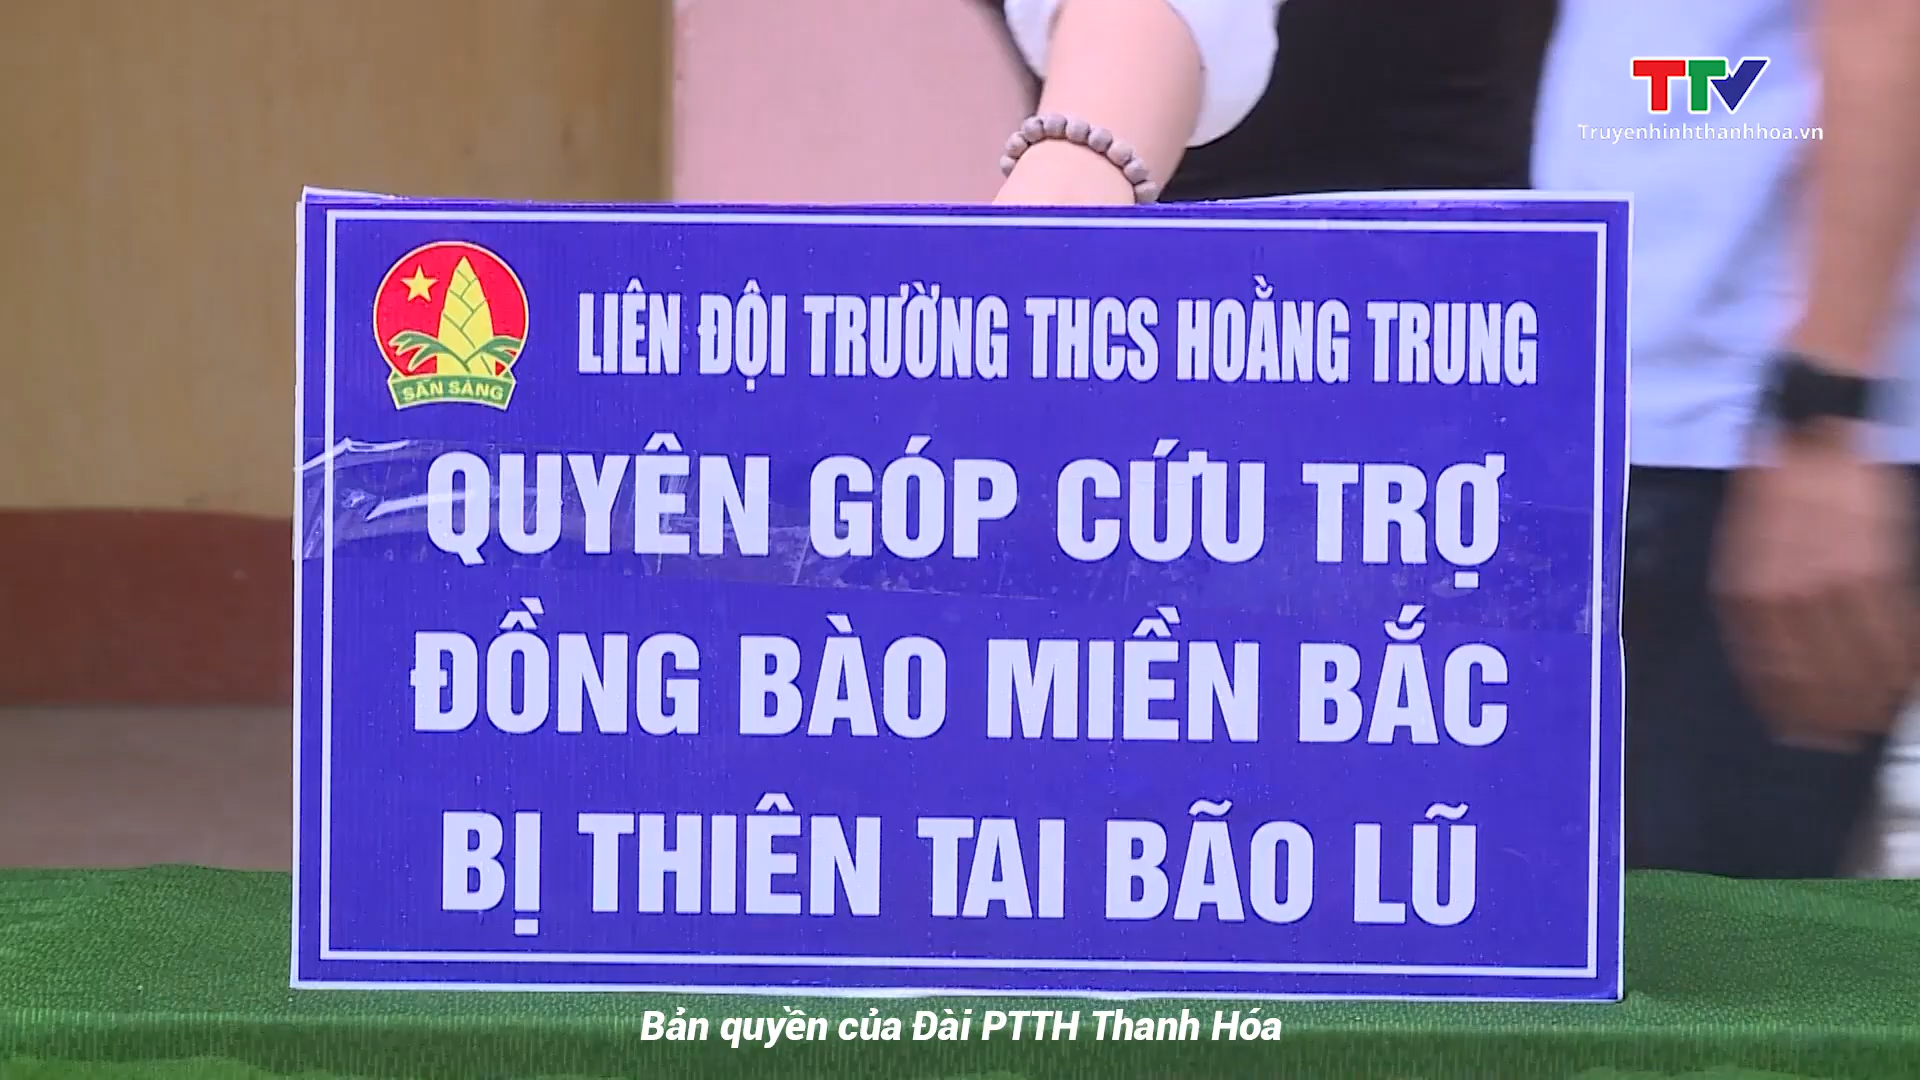 TTV
Truyenhinhthanhhoa.vn
LIÊN ĐỘI TRƯỜNG THCS HOẰNG TRUNG
SẴN SÀNG
QUYÊN GÓP CỨU TRỢ
ĐỒNG BÀO MIỀN BẮC
BỊ THIÊN TAI BÃO LŨ
Bản quyền của Đài PTTH Thanh Hóa